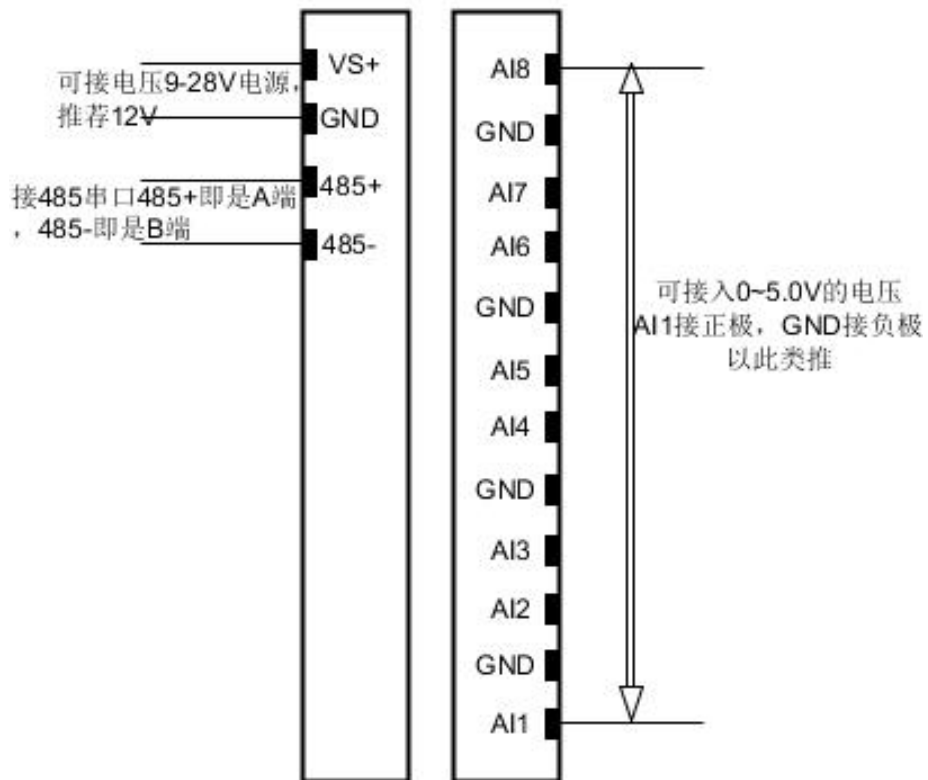 VS+
可接电压9-28V电源，
推荐12V
GND
485+
接485串口485+即是A端
，485-即是B端
485-
AI8
GND
AI7
AI6
GND
AI5
AI4
GND
AI3
AI2
GND
AI1
可接入0~5.0V的电压
AI1接正极，GND接负极
以此类推